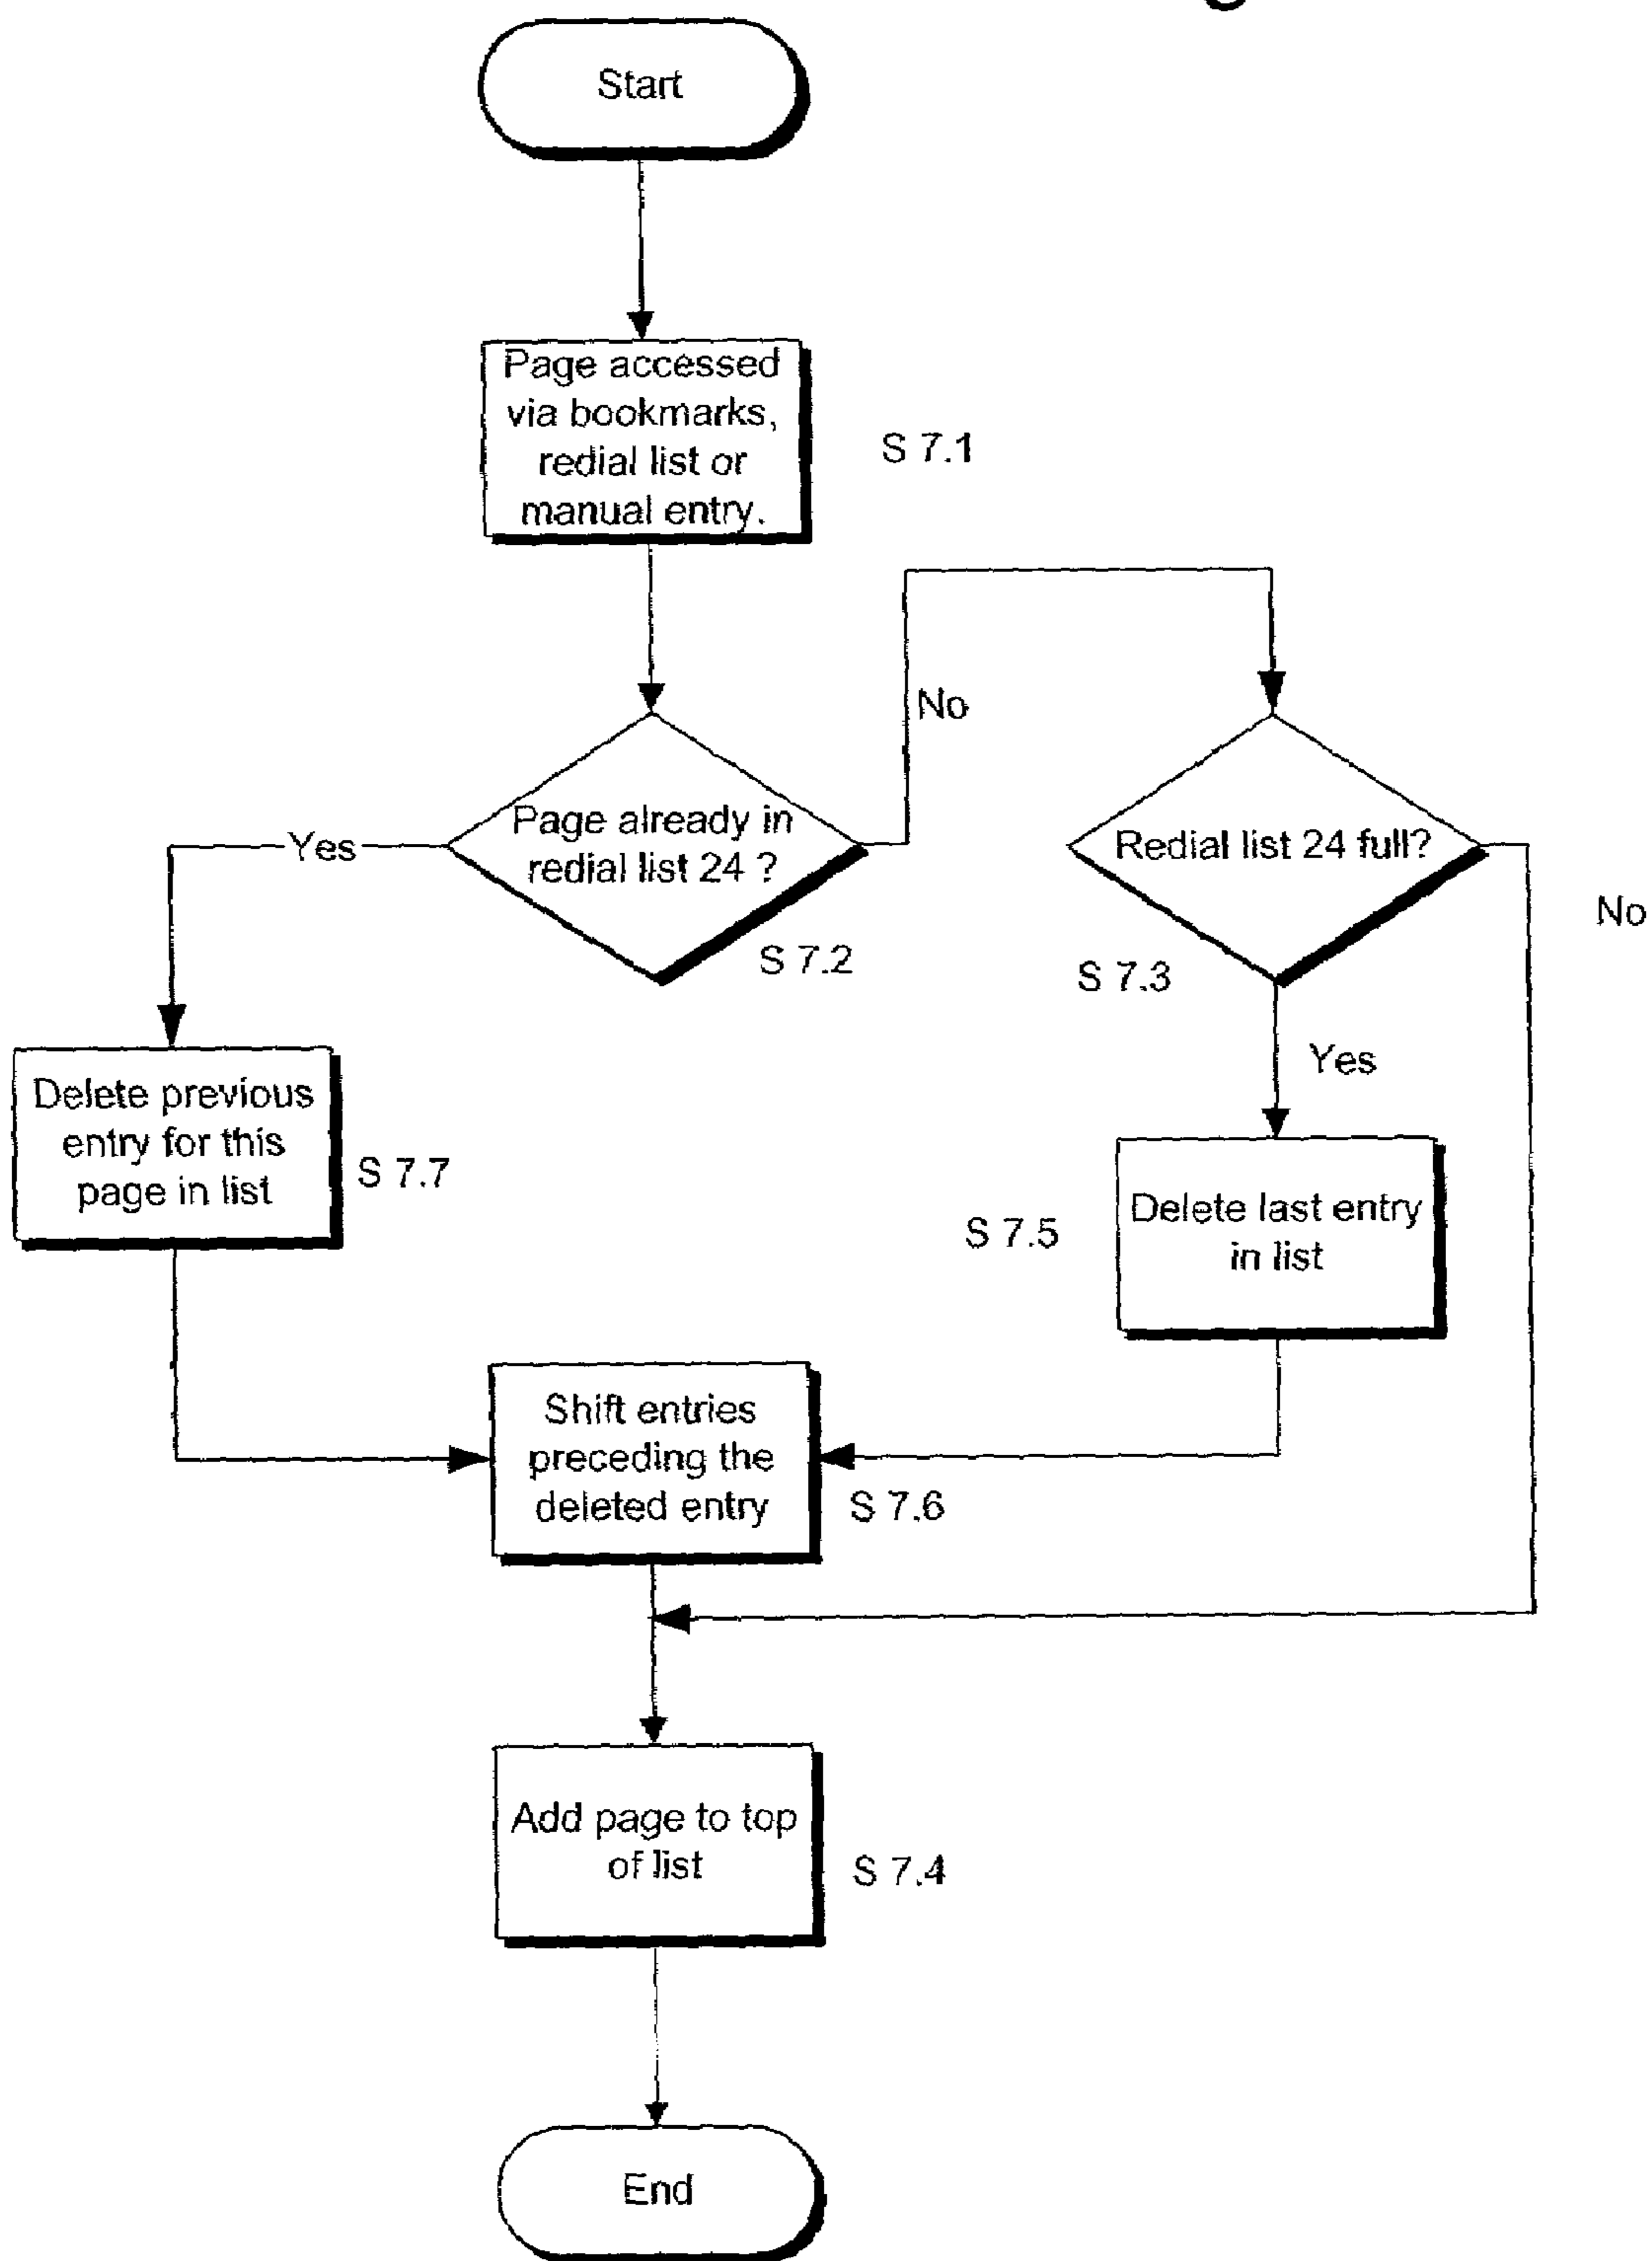 Start
Page accessed
via bookmarks,
redial list or
manual entry.
S 7.1
No
Page already in
redial list 24 ?
Yes
S 7.2
Redial list 24 full?
No
S 7.3
Yes
Delete previous
entry for this
page in list
S 7.7
Delete last entry
in list
S 7.5
Shift entries
preceding the
deleted entry
S 7.6
Add page to top
of list
S 7.4
End